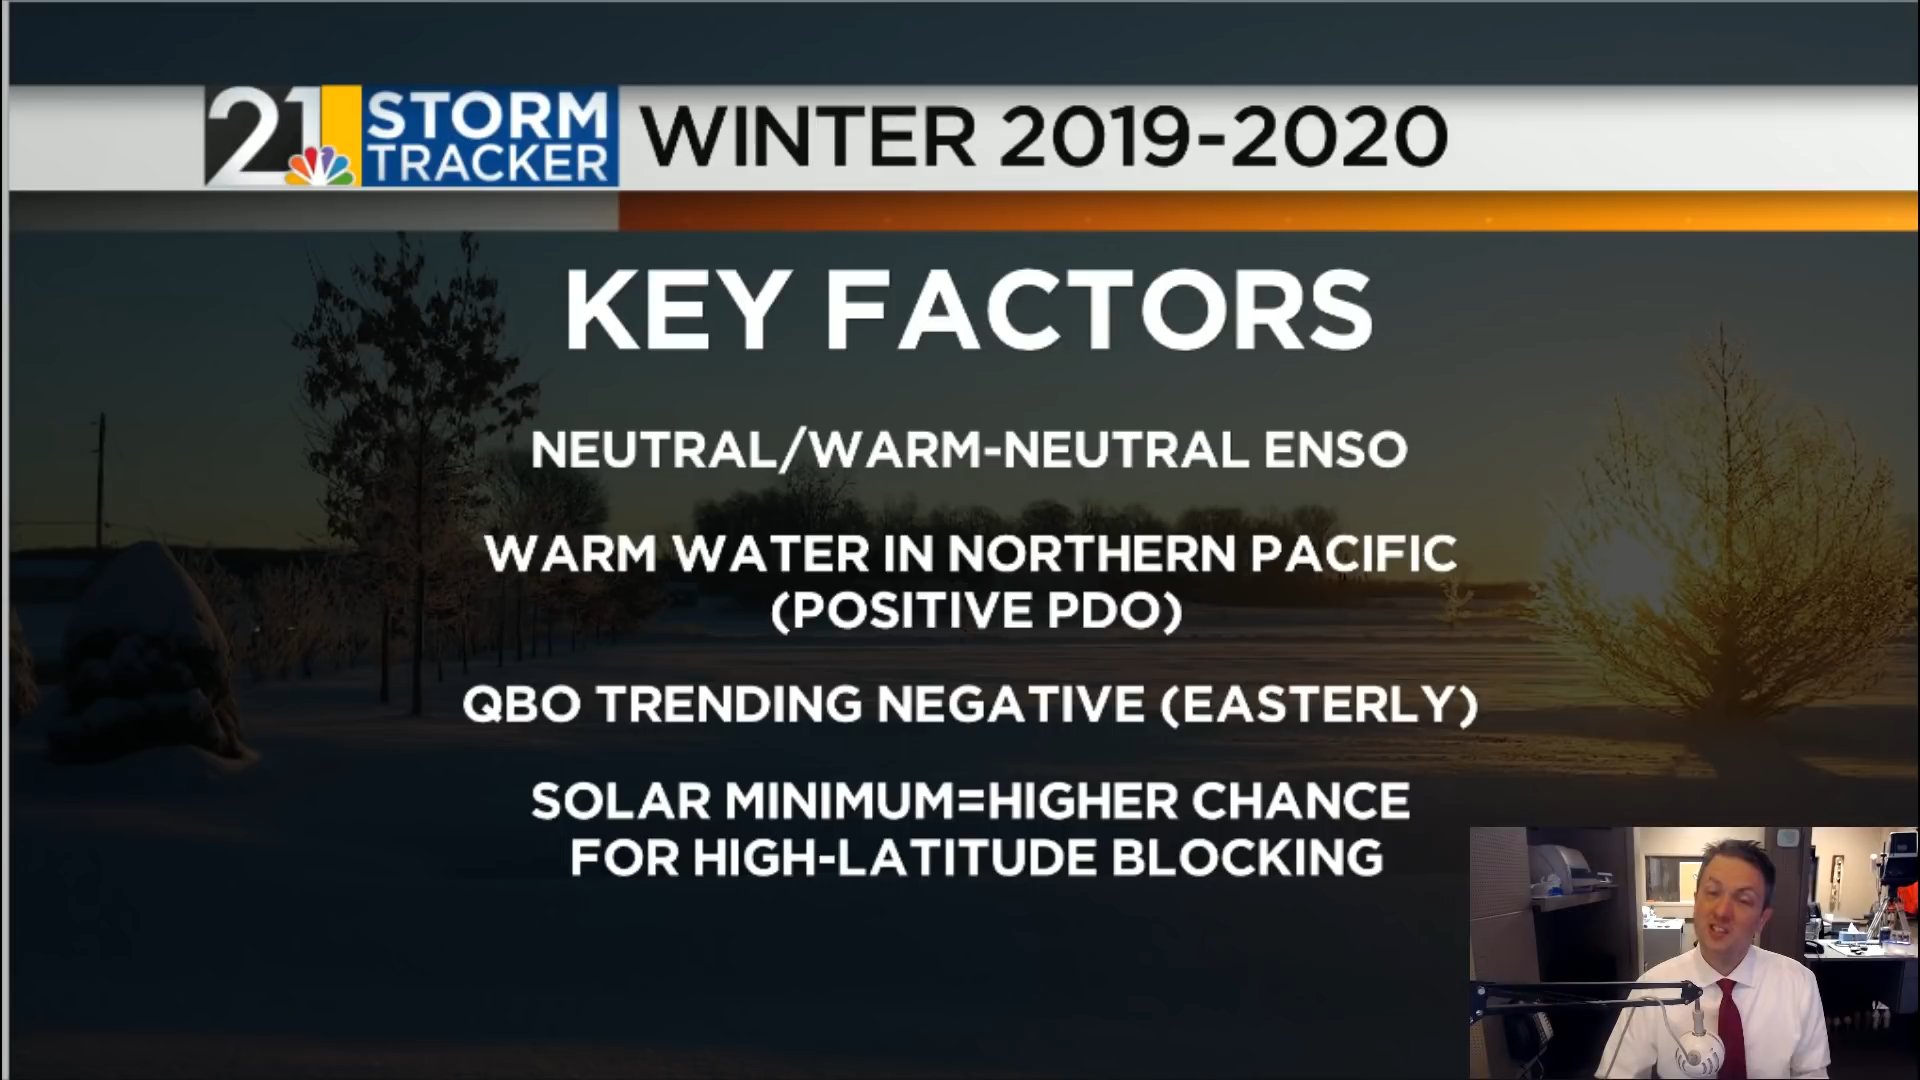 21 STORM TRACKER WINTER 2019-2020
KEY FACTORS
NEUTRAL/WARM-NEUTRAL ENSO
WARM WATER IN NORTHERN PACIFIC
(POSITIVE PDO)
QBO TRENDING NEGATIVE (EASTERLY)
SOLAR MINIMUM=HIGHER CHANCE
FOR HIGH-LATITUDE BLOCKING